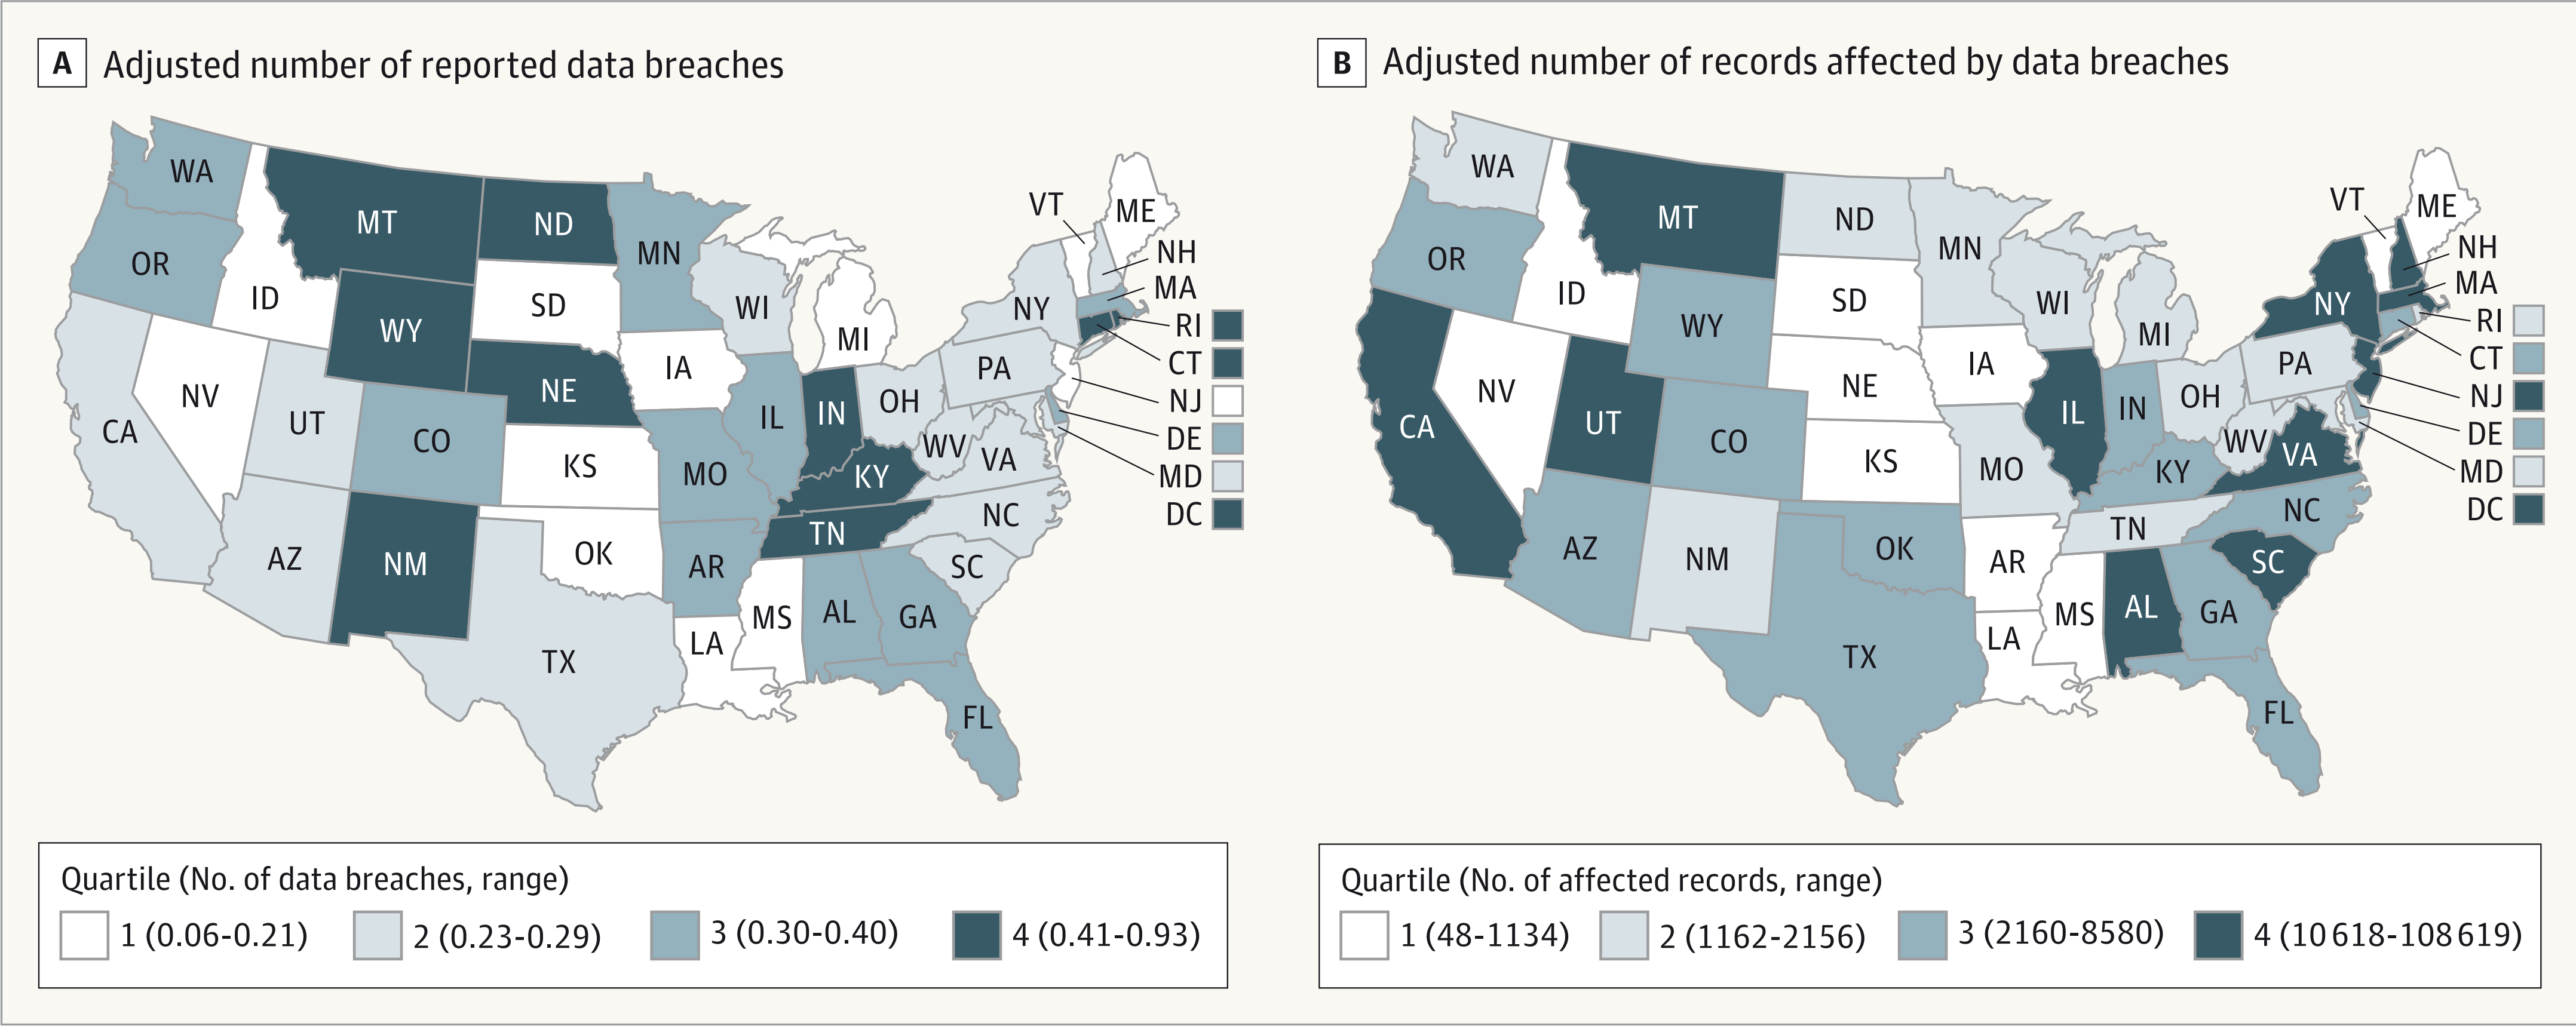 A Adjusted number of reported data breaches
WA
MT
ND
MN
OR
ID
WY
SD
WI
MI
NY
VT
ME
NH
MA
RI
CT
NJ
DE
MD
DC
NV
CA
UT
CO
NE
IA
IL
IN
OH
PA
WV
VA
KS
MO
KY
NC
TN
SC
AZ
NM
OK
AR
MS
AL
GA
LA
TX
FL
Quartile (No. of data breaches, range)
1 (0.06-0.21) 2 (0.23-0.29) 3 (0.30-0.40) 4 (0.41-0.93)
B Adjusted number of records affected by data breaches
WA
MT
ND
MN
OR
ID
WY
SD
WI
MI
NY
VT
ME
NH
MA
RI
CT
NJ
DE
MD
DC
NV
CA
UT
CO
NE
IA
IL
IN
OH
PA
WV
VA
KS
MO
KY
NC
TN
SC
AZ
NM
OK
AR
MS
AL
GA
LA
TX
FL
Quartile (No. of affected records, range)
1 (48-1134) 2 (1162-2156) 3 (2160-8580) 4 (10 618-108 619)